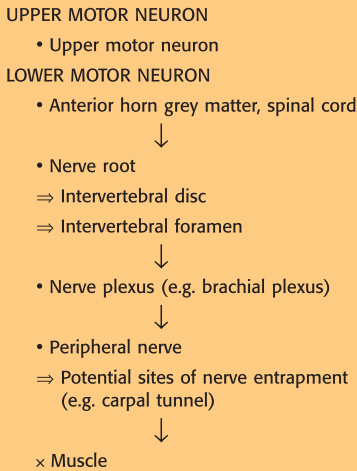 UPPER MOTOR NEURON
• Upper motor neuron
LOWER MOTOR NEURON
• Anterior horn grey matter, spinal cord
↓
• Nerve root
⇒ Intervertebral disc
⇒ Intervertebral foramen
↓
• Nerve plexus (e.g. brachial plexus)
↓
• Peripheral nerve
⇒ Potential sites of nerve entrapment
(e.g. carpal tunnel)
↓
× Muscle